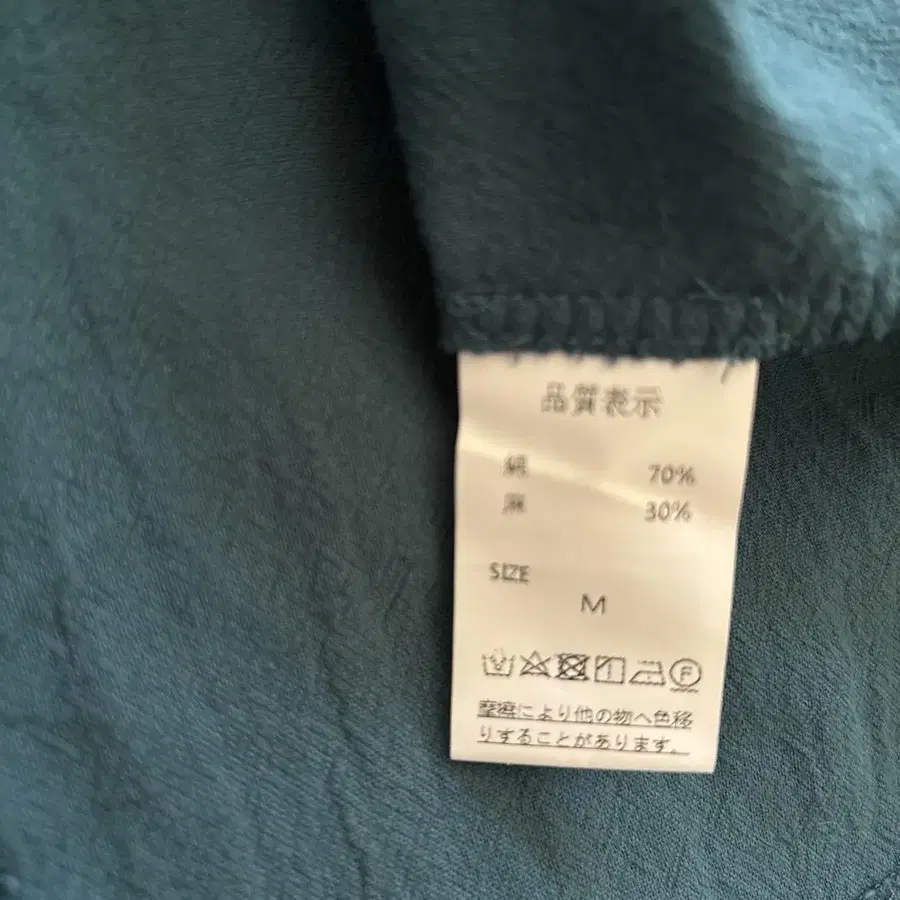 品質表示
綿 70%
麻 30%
SIZE
M
F
摩擦により他の物へ色移
りすることがあります。